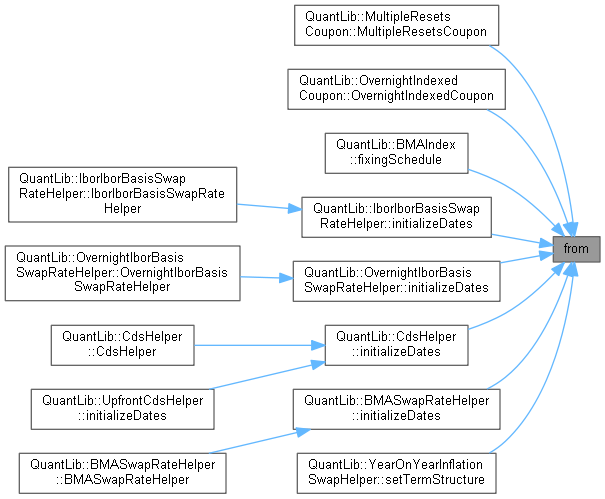 QuantLib::MultipleResets
Coupon::MultipleResetsCoupon
QuantLib::OvernightIndexed
Coupon::OvernightIndexedCoupon
QuantLib::BMAIndex
::fixingSchedule
QuantLib::IborIborBasisSwap
RateHelper::IborIborBasisSwapRate
Helper
QuantLib::IborIborBasisSwap
RateHelper::initializeDates
from
QuantLib::OvernightIborBasis
SwapRateHelper::OvernightIborBasis
SwapRateHelper
QuantLib::OvernightIborBasis
SwapRateHelper::initializeDates
QuantLib::CdsHelper
::CdsHelper
QuantLib::CdsHelper
::initializeDates
QuantLib::UpfrontCdsHelper
::initializeDates
QuantLib::BMASwapRateHelper
::initializeDates
QuantLib::BMASwapRateHelper
::BMASwapRateHelper
QuantLib::YearOnYearInflation
SwapHelper::setTermStructure